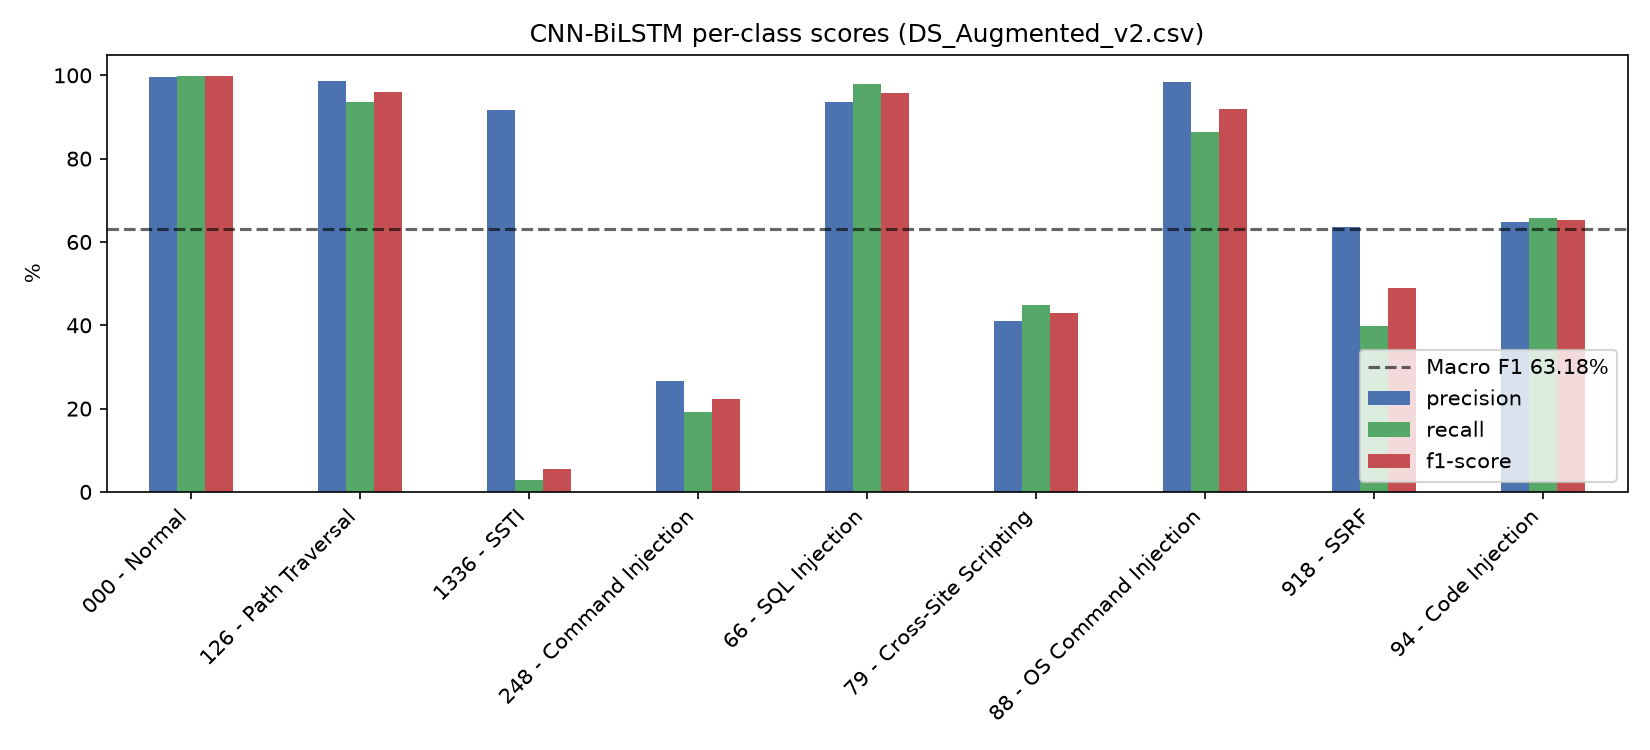 CNN-BiLSTM per-class scores (DS_Augmented_v2.csv)
100
80
60
40
20
0
%
Macro F1 63.18%
precision
recall
f1-score
000 - Normal
126 - Path Traversal
1336 - SSTI
248 - Command Injection
66 - SQL Injection
79 - Cross-Site Scripting
88 - OS Command Injection
918 - SSRF
94 - Code Injection